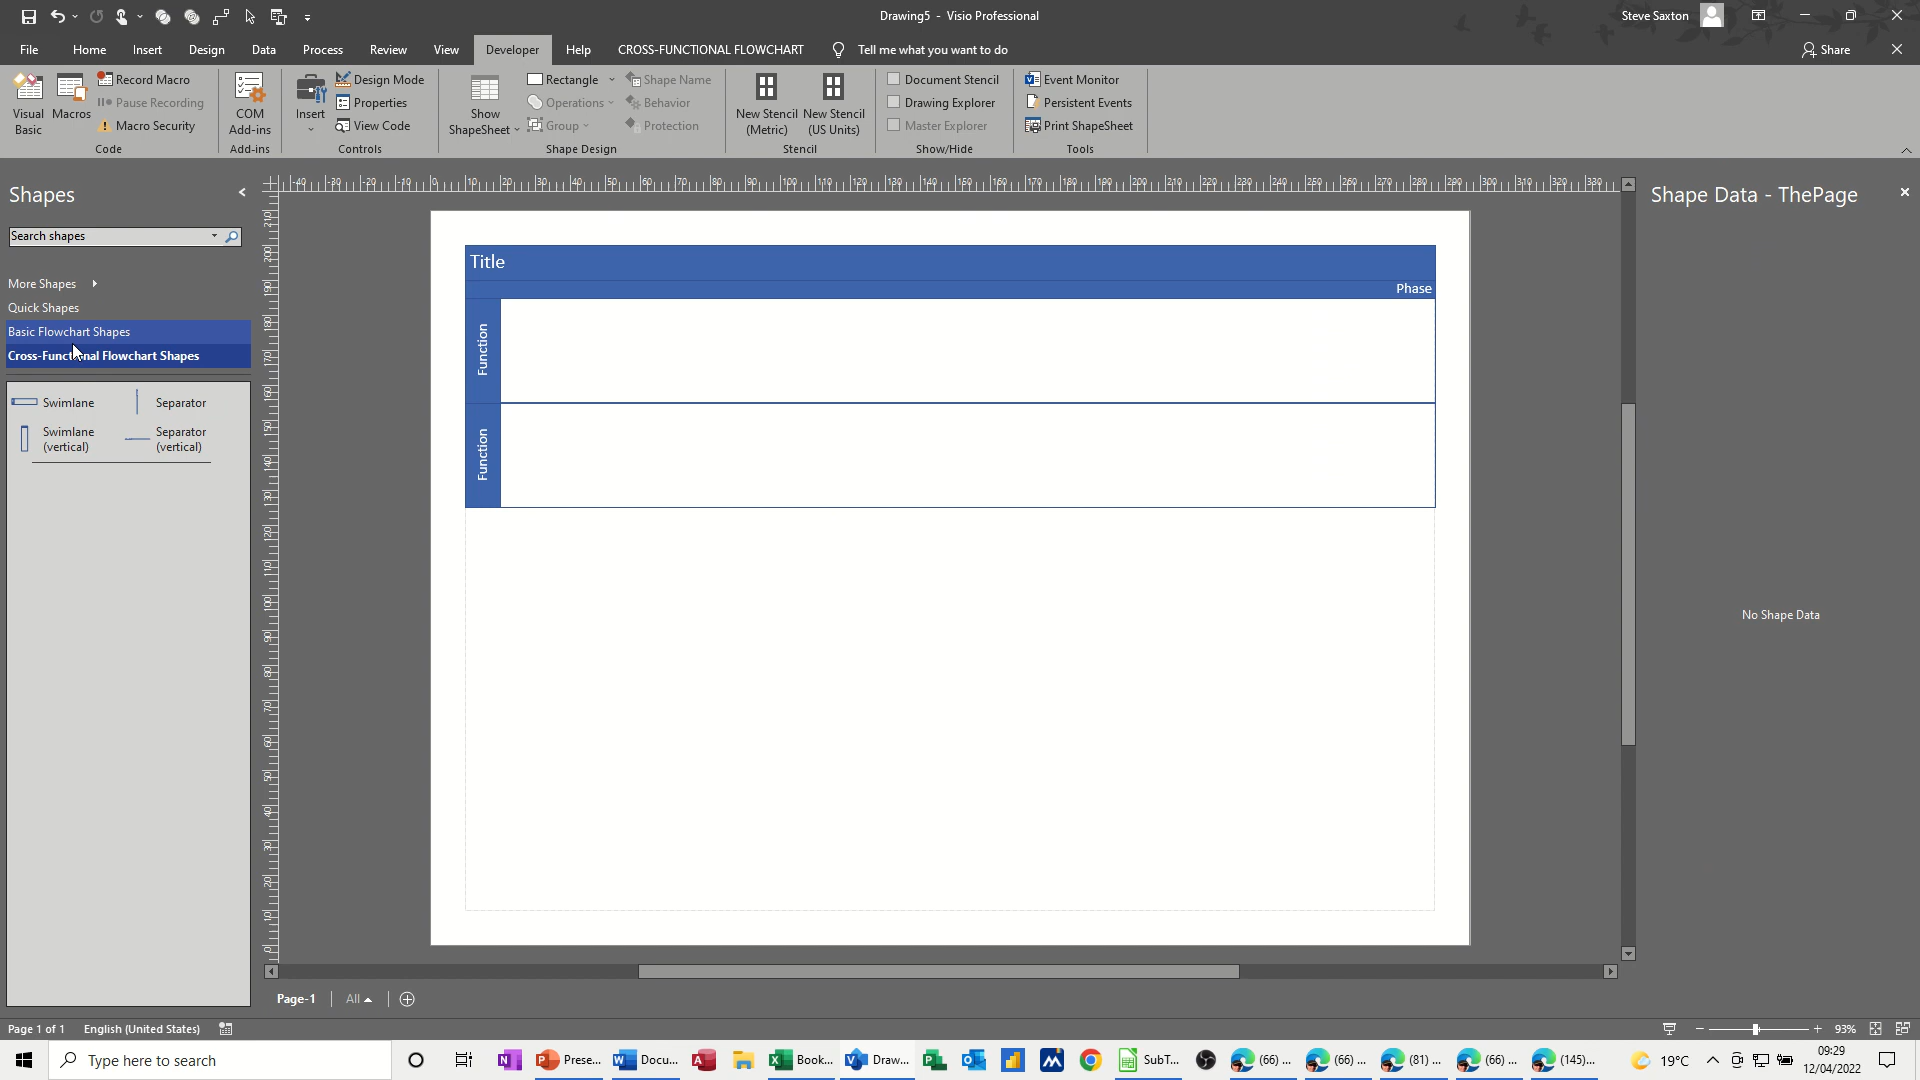 Drawing5 - Visio Professional
Steve Saxton
File Home Insert Design Data Process Review View Developer Help CROSS-FUNCTIONAL FLOWCHART Tell me what you want to do
Share
Visual Basic
Macros
Record Macro
Pause Recording
Macro Security
Code
COM Add-ins
Add-ins
Insert
Design Mode
Properties
View Code
Controls
Show ShapeSheet
Rectangle
Operations
Group
Shape Name
Behavior
Protection
Shape Design
New Stencil (Metric)
New Stencil (US Units)
Stencil
Document Stencil
Drawing Explorer
Master Explorer
Show/Hide
Event Monitor
Persistent Events
Print ShapeSheet
Tools
Shapes
Search shapes
More Shapes
Quick Shapes
Basic Flowchart Shapes
Cross-Functional Flowchart Shapes
Swimlane
Separator
Swimlane (vertical)
Separator (vertical)
Title
Phase
Function
Function
Shape Data - ThePage
No Shape Data
Page-1 All
Page 1 of 1 English (United States)
93%
Type here to search
Prese...
Docu...
Book...
Draw...
SubT...
(66) ...
(66) ...
(81) ...
(66) ...
(145)...
19°C
09:29
12/04/2022